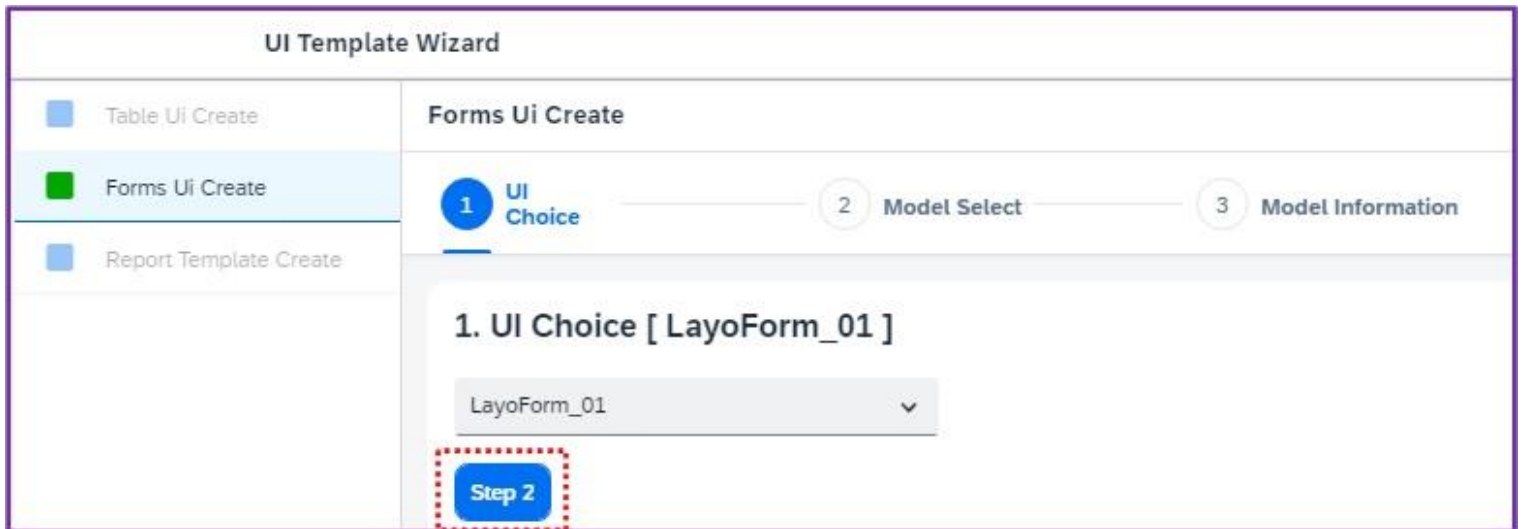 UI Template Wizard
Table Ui Create
Forms Ui Create
Report Template Create
Forms Ui Create
1 UI
Choice
2 Model Select
3 Model Information
1. UI Choice [ LayoForm_01 ]
LayoForm_01
Step 2